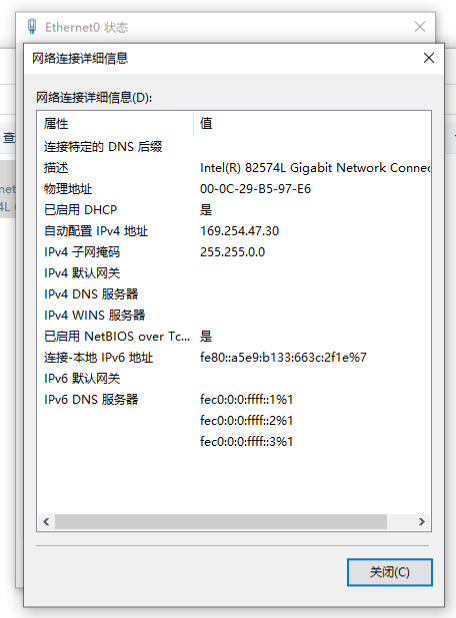 Ethernet0 状态
网络连接详细信息
网络连接详细信息(D):
属性 值
连接特定的 DNS 后缀
描述 Intel(R) 82574L Gigabit Network Connec
物理地址 00-0C-29-B5-97-E6
已启用 DHCP 是
自动配置 IPv4 地址 169.254.47.30
IPv4 子网掩码 255.255.0.0
IPv4 默认网关
IPv4 DNS 服务器
IPv4 WINS 服务器
已启用 NetBIOS over Tc... 是
连接-本地 IPv6 地址 fe80::a5e9:b133:663c:2f1e%7
IPv6 默认网关
IPv6 DNS 服务器 fec0:0:0:ffff::1%1
fec0:0:0:ffff::2%1
fec0:0:0:ffff::3%1
关闭(C)
查
net
4L